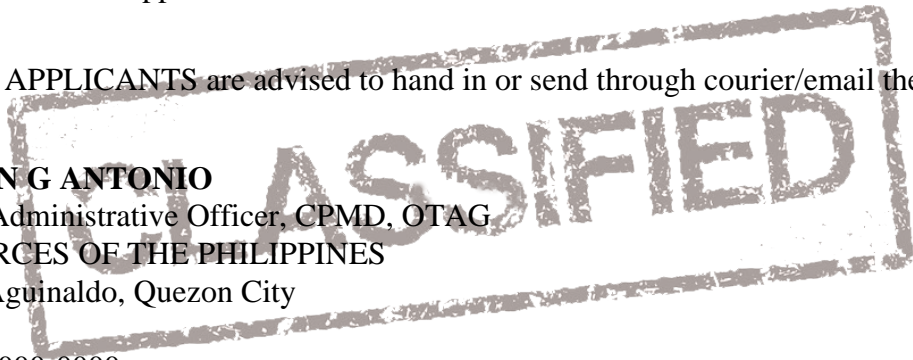 APPLICANTS are advised to hand in or send through courier/email the
N G ANTONIO
Administrative Officer, CPMD, OTAG
RCES OF THE PHILIPPINES
Aguinaldo, Quezon City
CLASSIFIED